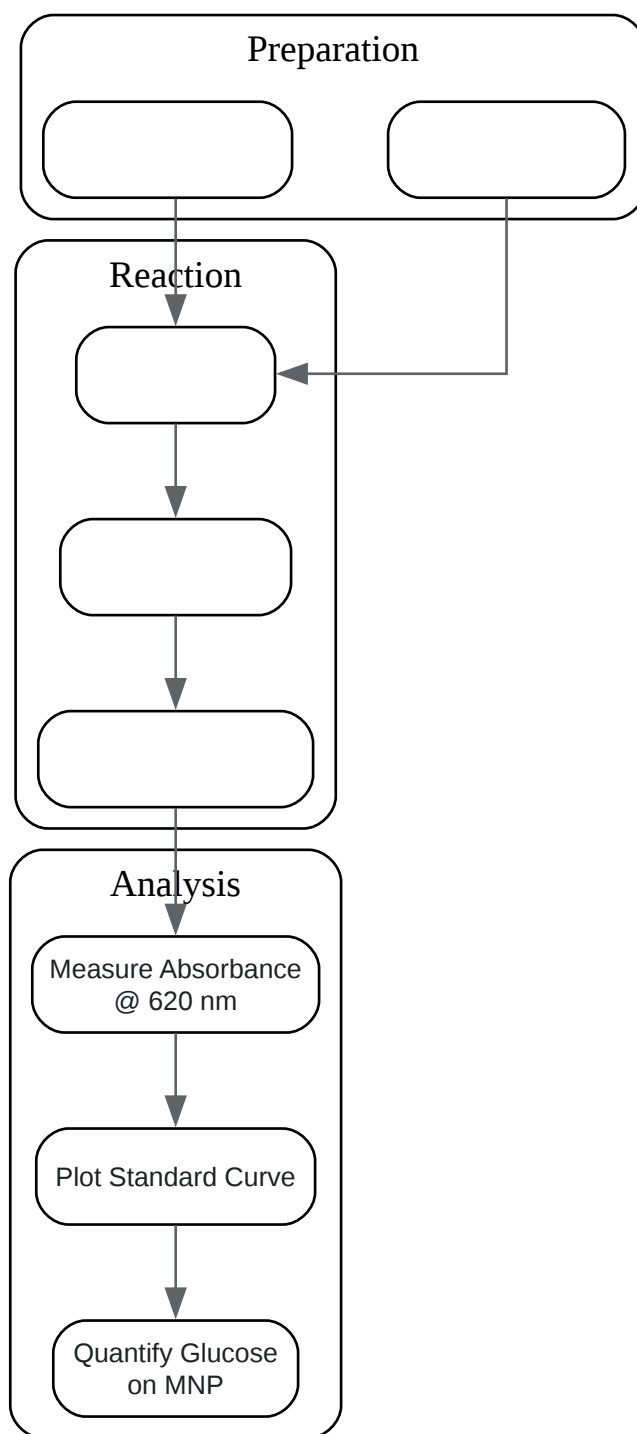 Preparation
Reaction
Analysis
Measure Absorbance
@ 620 nm
Plot Standard Curve
Quantify Glucose
on MNP